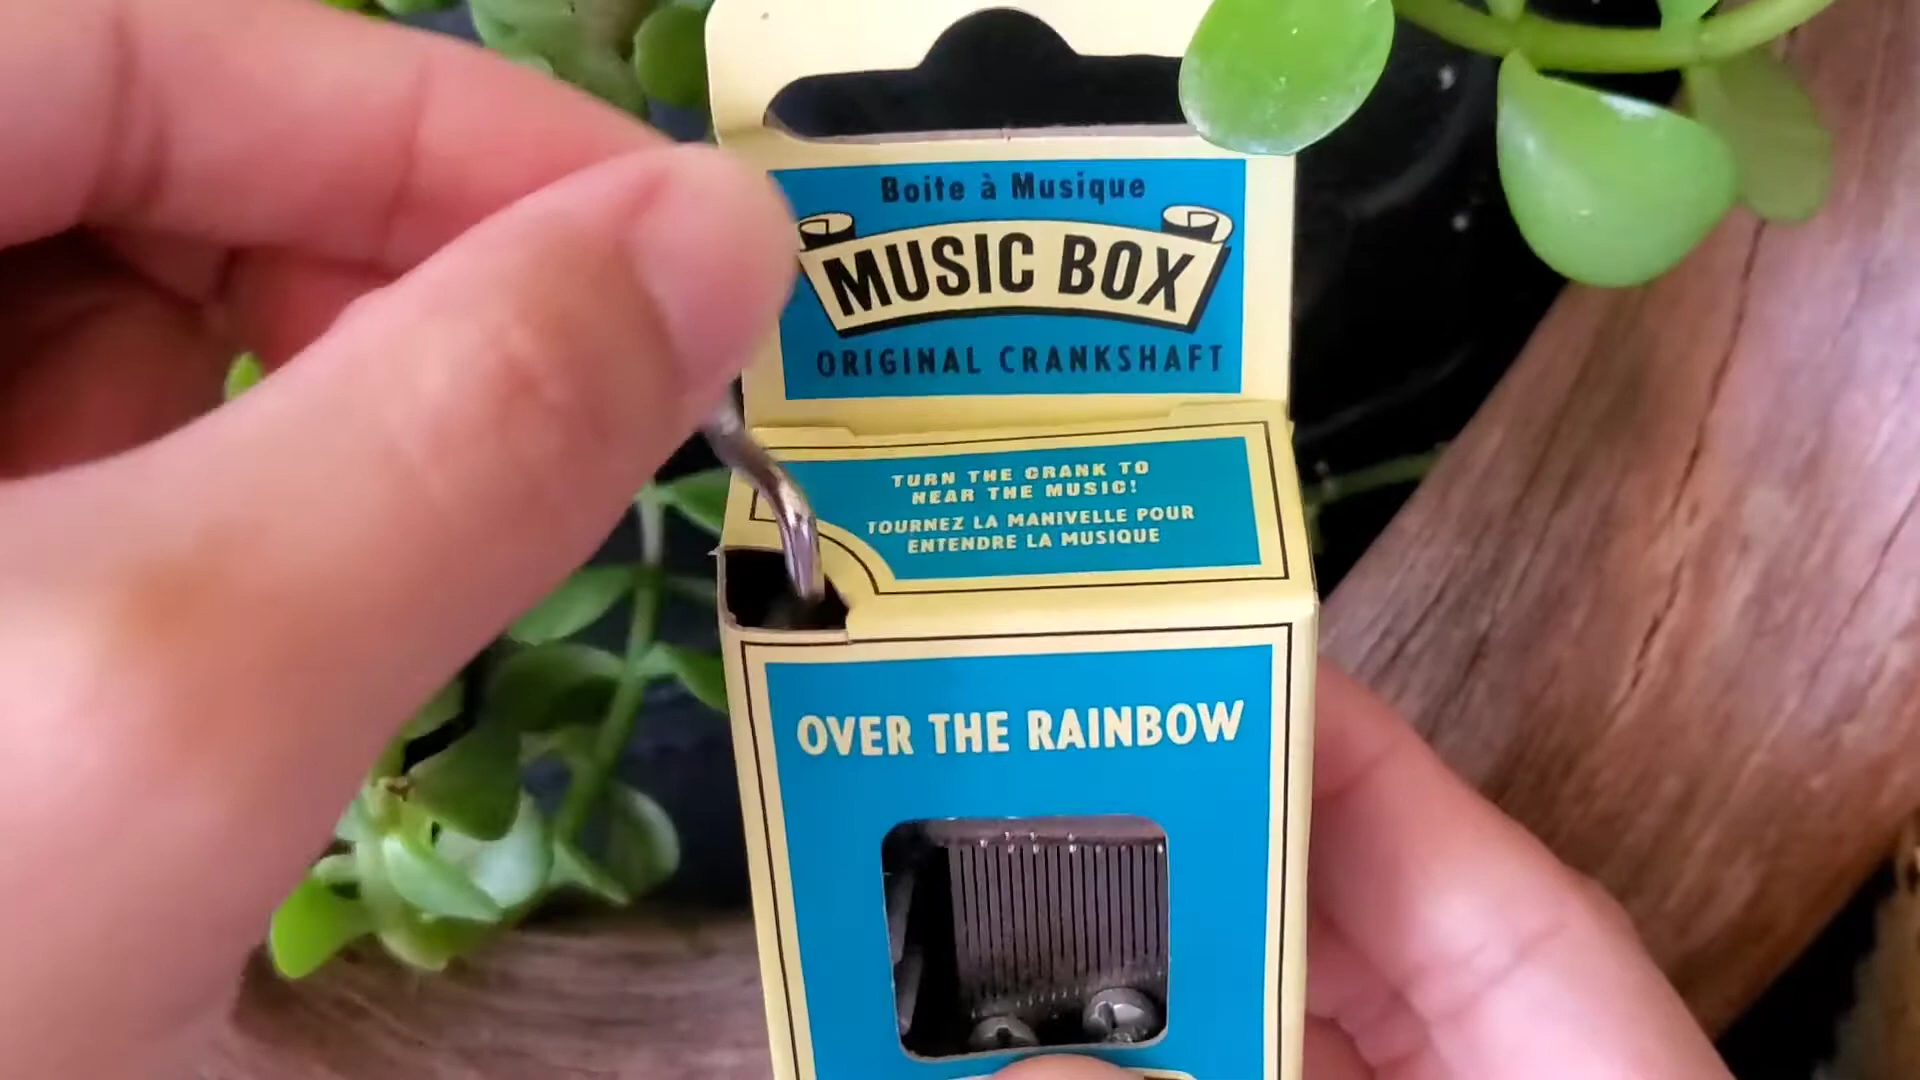 Boite à Musique
MUSIC BOX
ORIGINAL CRANKSHAFT
TURN THE CRANK TO
HEAR THE MUSIC!
TOURNEZ LA MANIVELLE POUR
ENTENDRE LA MUSIQUE
OVER THE RAINBOW